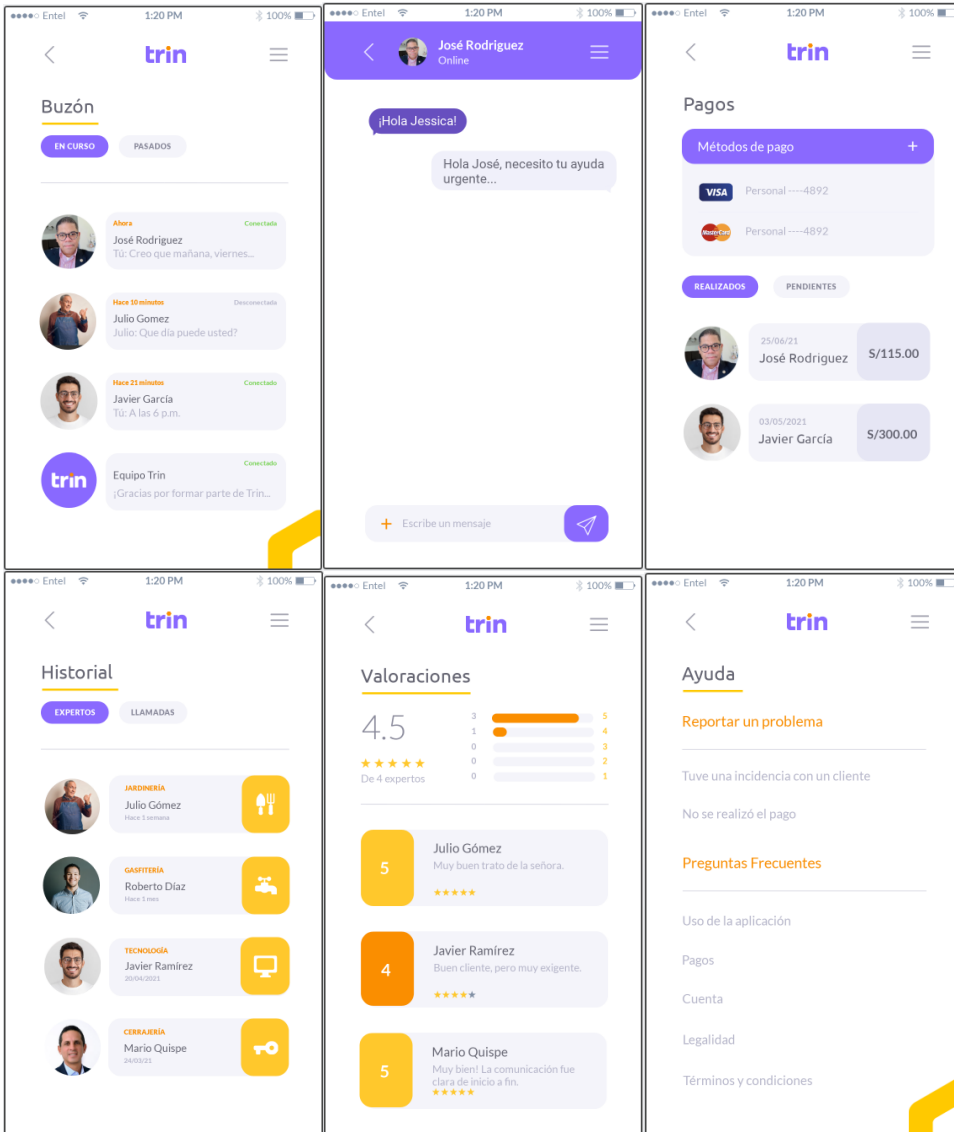 Entel 1:20 PM 100%
trin
Buzón
EN CURSO PASADOS
Ahora Conectada
José Rodriguez
Tú: Creo que mañana, viernes...
Hace 10 minutos Desconectada
Julio Gomez
Julio: Que día puede usted?
Hace 21 minutos Conectado
Javier García
Tú: A las 6 p.m.
Conectado
trin
Equipo Trin
¡Gracias por formar parte de Trin...
Entel 1:20 PM 100%
José Rodriguez
Online
¡Hola Jessica!
Hola José, necesito tu ayuda
urgente...
+ Escribe un mensaje
Entel 1:20 PM 100%
trin
Pagos
Métodos de pago +
VISA Personal ----4892
MasterCard Personal ----4892
REALIZADOS PENDIENTES
25/06/21
José Rodriguez S/115.00
03/05/2021
Javier García S/300.00
Entel 1:20 PM 100%
trin
Historial
EXPERTOS LLAMADAS
JARDINERÍA
Julio Gómez
Hace 1 semana
GASFITERÍA
Roberto Díaz
Hace 1 mes
TECNOLOGÍA
Javier Ramírez
20/04/2021
CERRAJERÍA
Mario Quispe
24/03/21
Entel 1:20 PM 100%
trin
Valoraciones
4.5
De 4 expertos
3 5
1 4
0 3
0 2
0 1
5
Julio Gómez
Muy buen trato de la señora.
4
Javier Ramírez
Buen cliente, pero muy exigente.
5
Mario Quispe
Muy bien! La comunicación fue
clara de inicio a fin.
Entel 1:20 PM 100%
trin
Ayuda
Reportar un problema
Tuve una incidencia con un cliente
No se realizó el pago
Preguntas Frecuentes
Uso de la aplicación
Pagos
Cuenta
Legalidad
Términos y condiciones